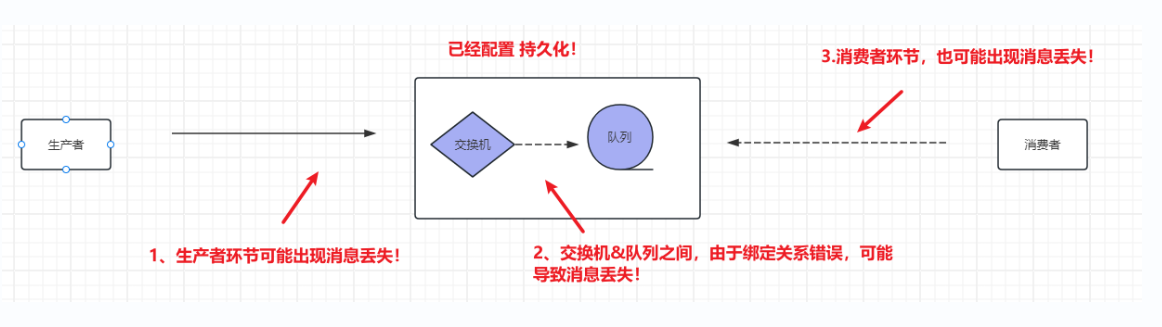 已经配置 持久化！
3.消费者环节，也可能出现消息丢失！
生产者
交换机
队列
消费者
1、生产者环节可能出现消息丢失！
2、交换机&队列之间，由于绑定关系错误，可能
导致消息丢失！